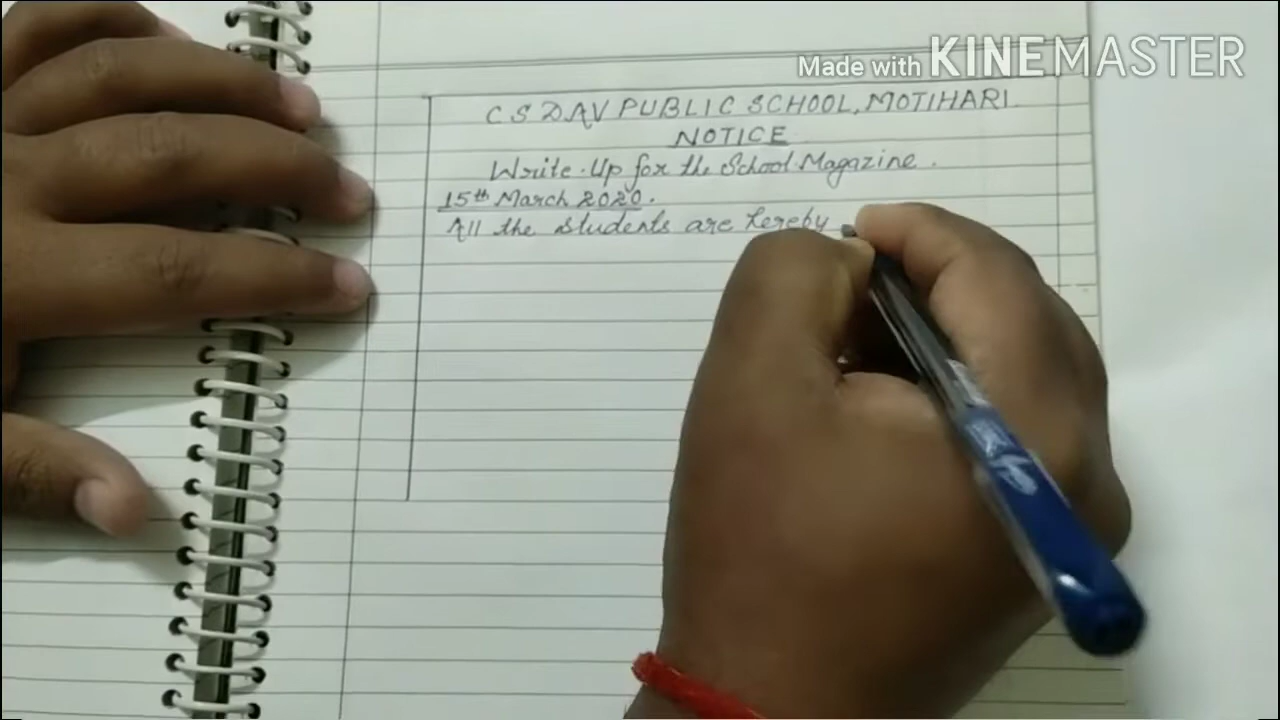 Made with KINEMASTER
C S DAV PUBLIC SCHOOL, MOTIHARI
NOTICE
Write-Up for the School Magazine.
15th March 2020.
All the students are hereby